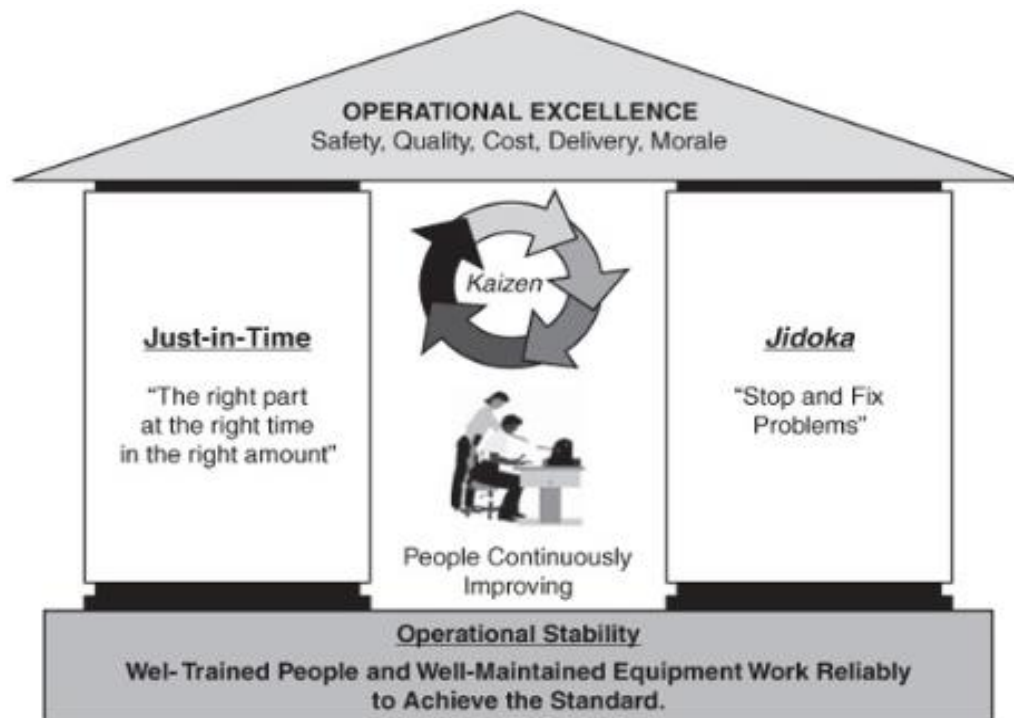 OPERATIONAL EXCELLENCE
Safety, Quality, Cost, Delivery, Morale
Just-in-Time
"The right part
at the right time
in the right amount"
Kaizen
People Continuously
Improving
Jidoka
"Stop and Fix
Problems"
Operational Stability
Wel- Trained People and Well-Maintained Equipment Work Reliably
to Achieve the Standard.